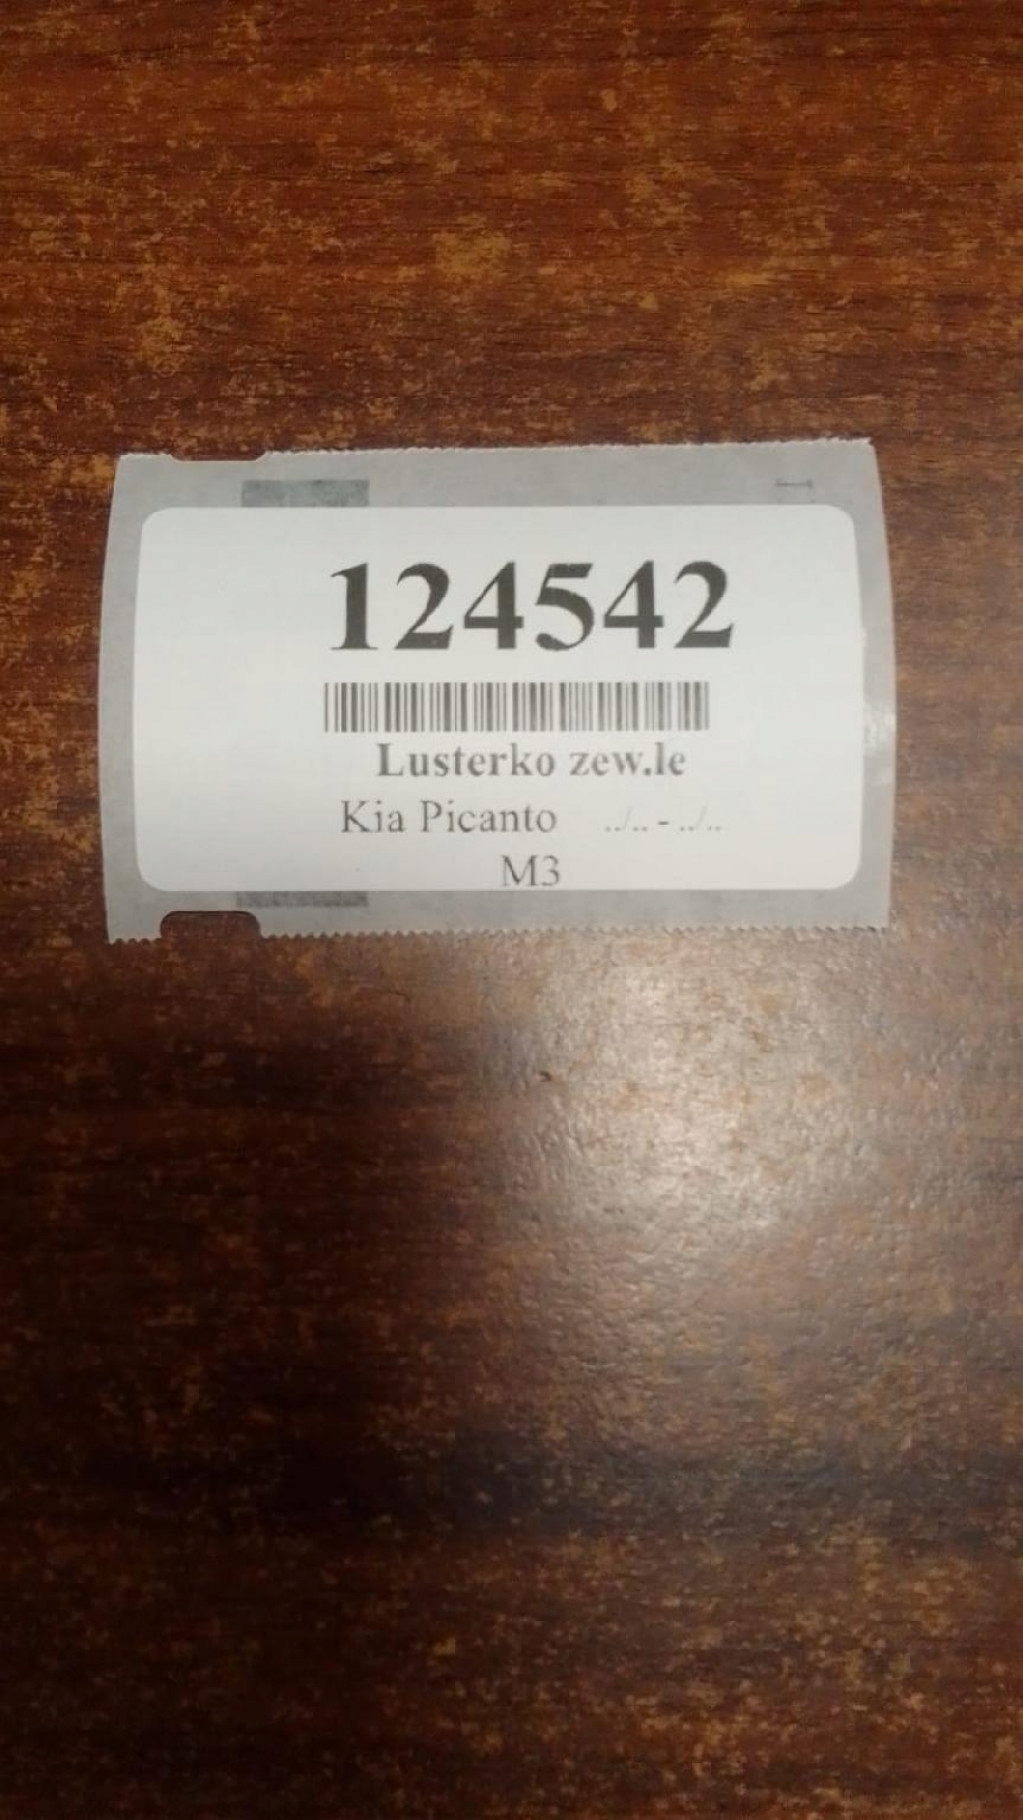 124542
Lusterko zew.le
Kia Picanto ../.. - ../..
M3